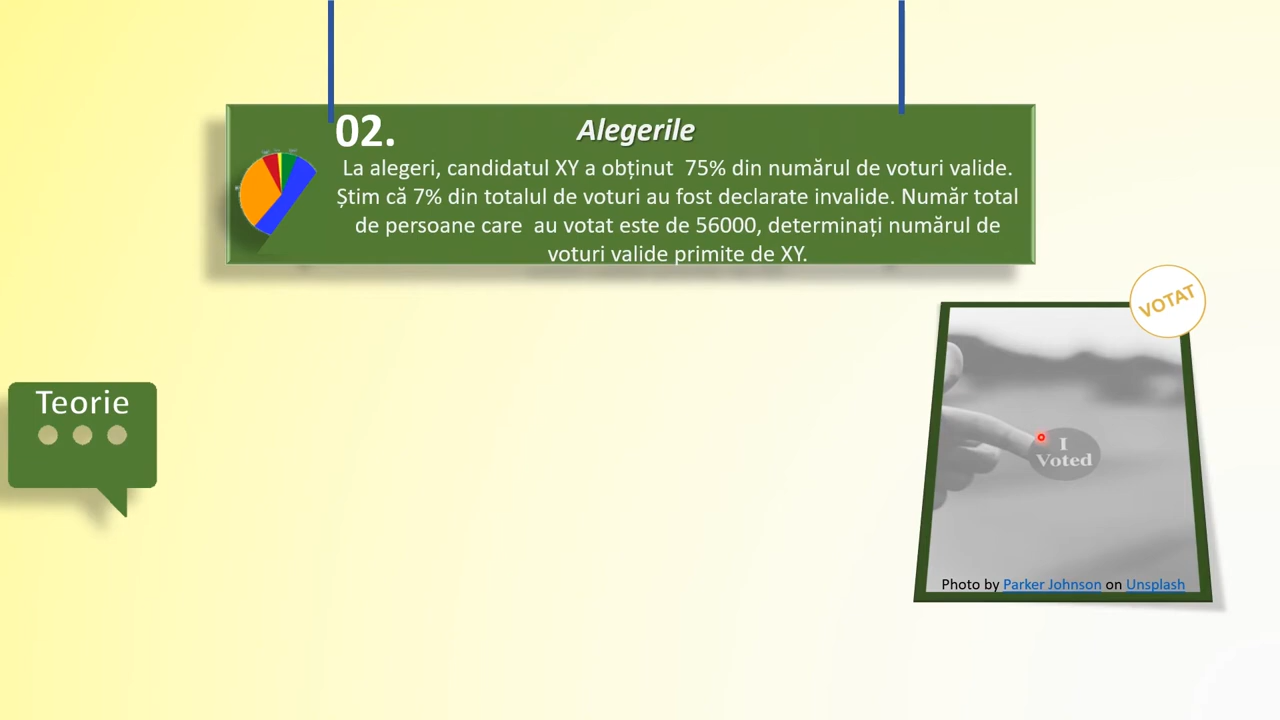 02.
Alegerile
La alegeri, candidatul XY a obținut  75% din numărul de voturi valide.
Știm că 7% din totalul de voturi au fost declarate invalide. Număr total
de persoane care  au votat este de 56000, determinați numărul de
voturi valide primite de XY.
VOTAT
Teorie
I
Voted
Photo by Parker Johnson on Unsplash